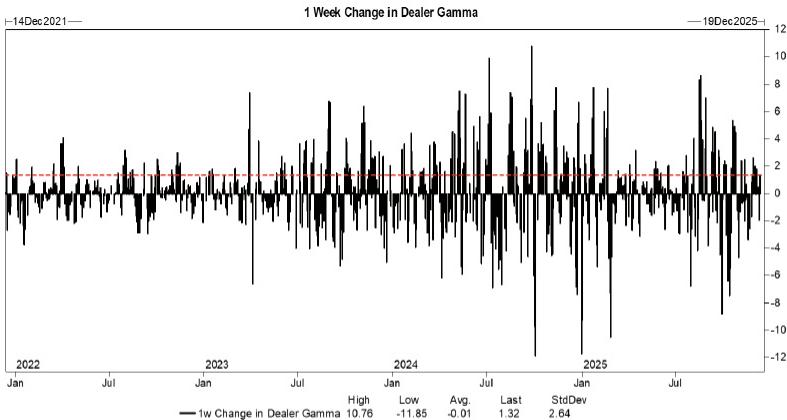 1 Week Change in Dealer Gamma
14Dec2021
19Dec2025
12
10
8
6
4
2
0
-2
-4
-6
-8
-10
-12
2022 2023 2024 2025
Jan Jul Jan Jul Jan Jul Jan Jul
High Low Avg. Last StdDev
1w Change in Dealer Gamma 10.76 -11.85 -0.01 1.32 2.64